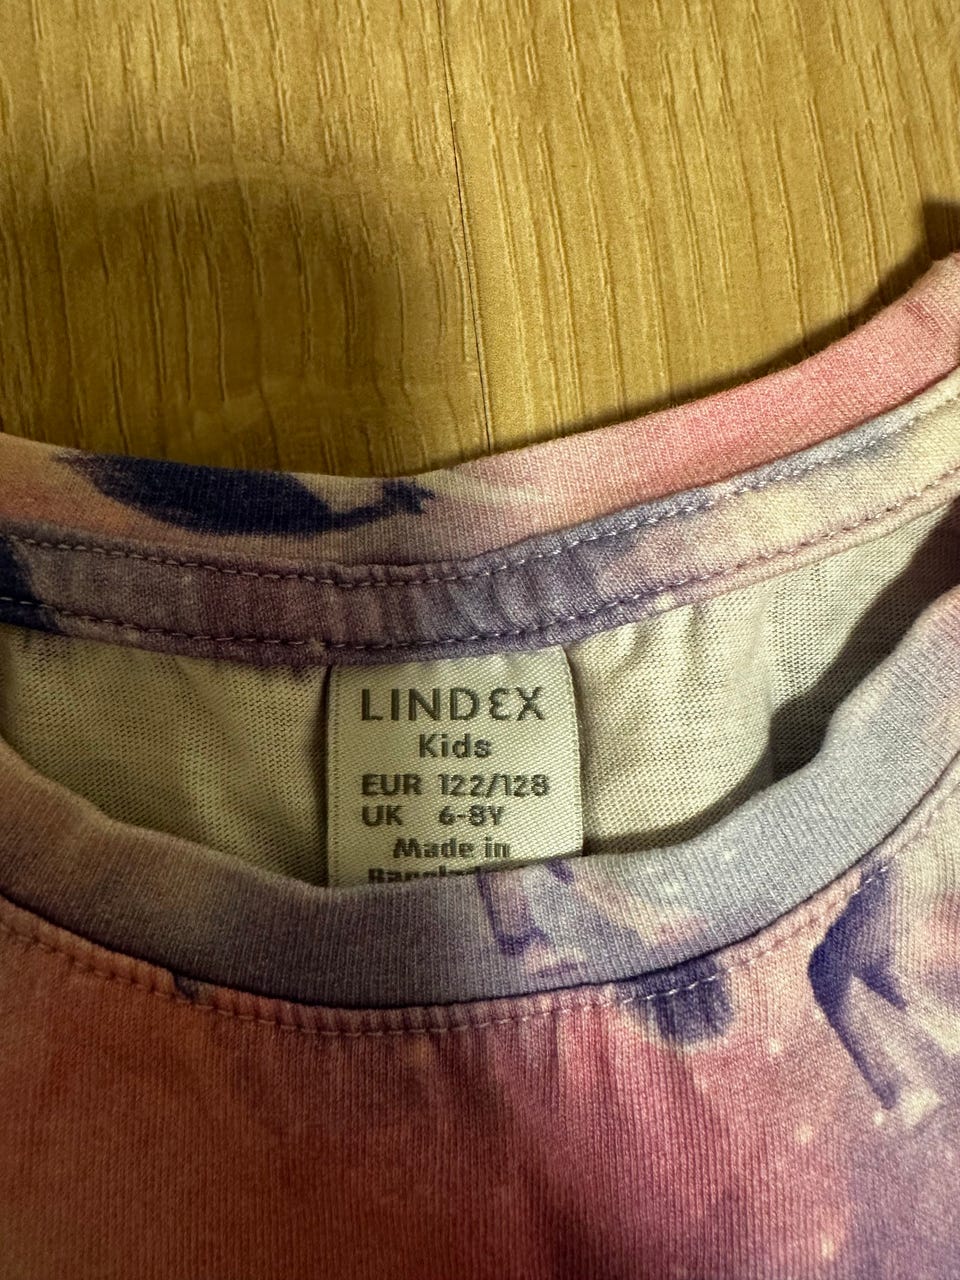 LINDEX
Kids
EUR 122/128
UK 6-8Y
Made in